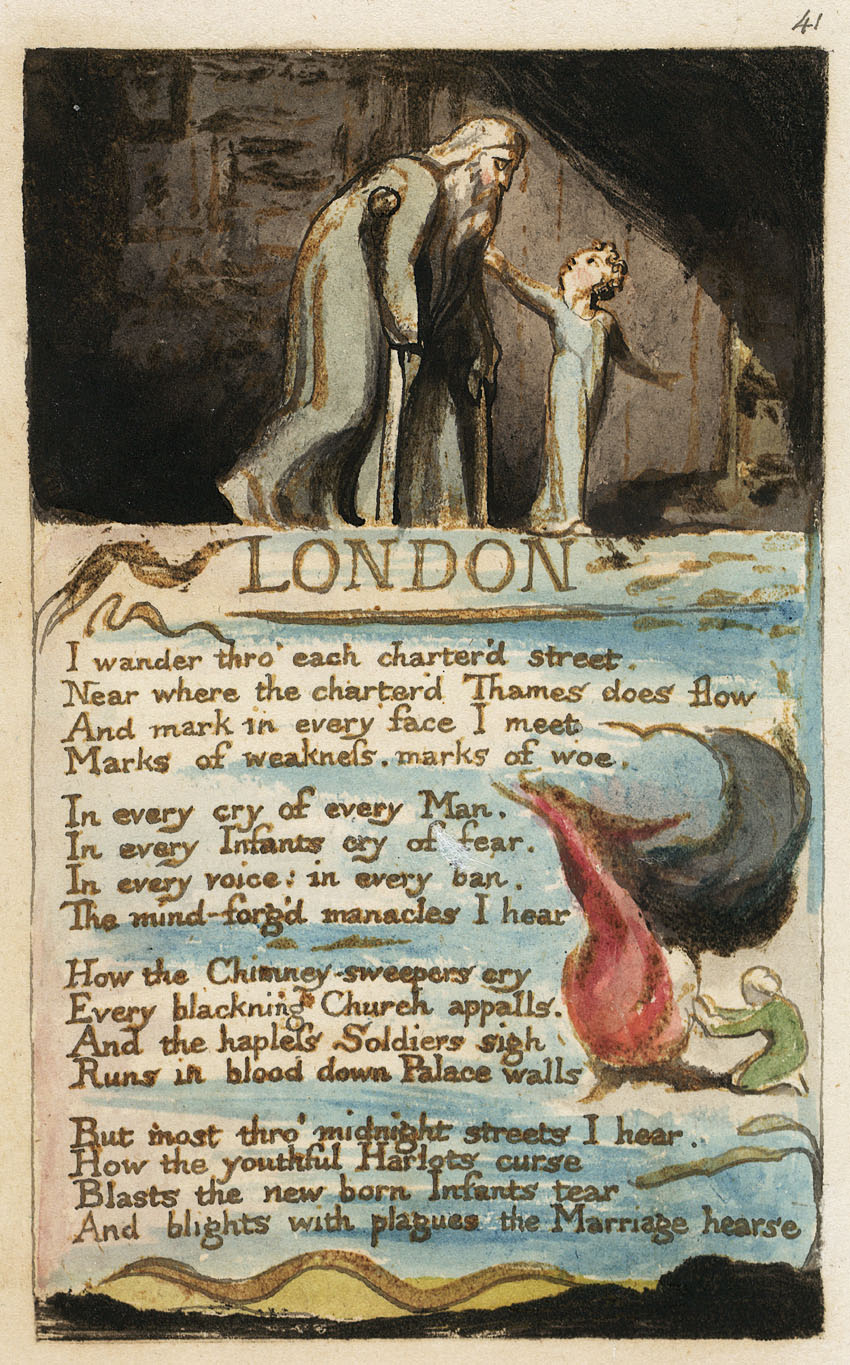 41
LONDON
I wander thro' each charter'd street.
Near where the charter'd Thames does flow
And mark in every face I meet
Marks of weakneſs, marks of woe.
In every cry of every Man,
In every Infants cry of fear,
In every voice: in every ban,
The mind-forg'd manacles I hear
How the Chimney-sweepers cry
Every blackning Church appalls,
And the hapleſs Soldiers sigh
Runs in blood down Palace walls
But most thro' midnight streets I hear
How the youthful Harlots curse
Blasts the new born Infants tear
And blights with plagues the Marriage hearse